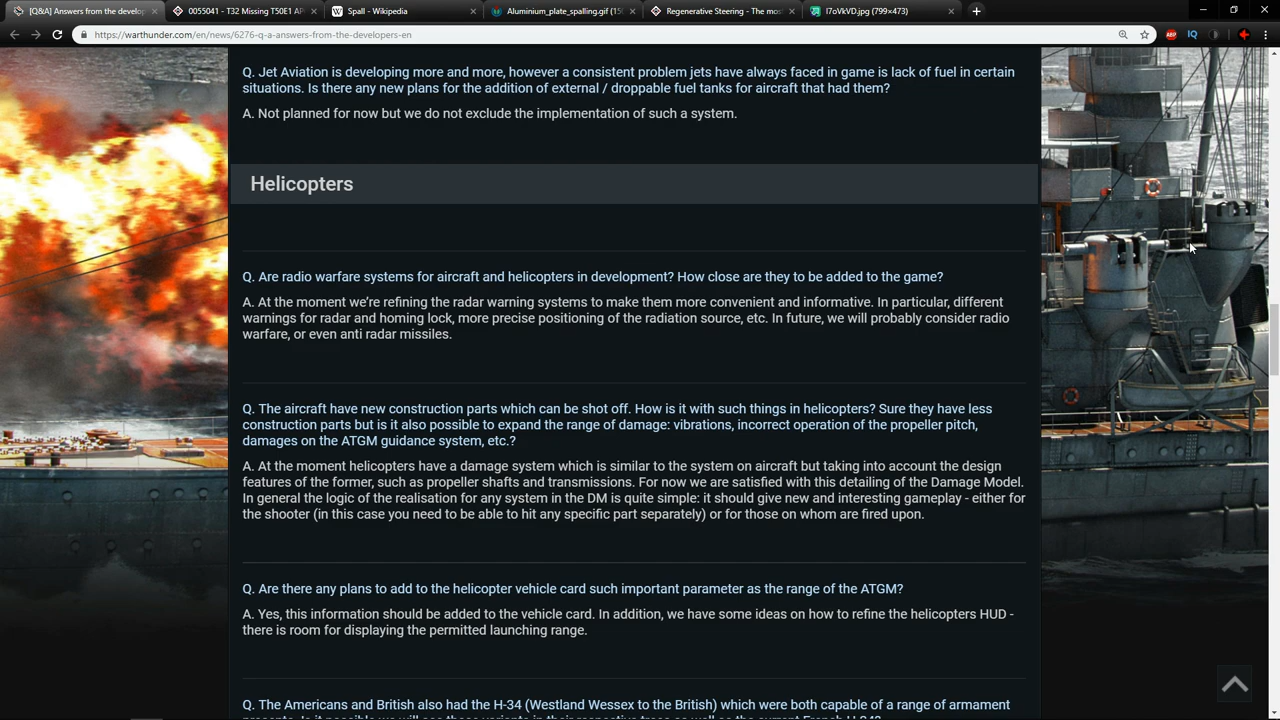 [Q&A] Answers from the develop
0055041 - T32 Missing T50E1 AP
Spall - Wikipedia
Aluminium_plate_spalling.gif (15
Regenerative Steering - The mos
l7oVkVD.jpg (799×473)
https://warthunder.com/en/news/6276-q-a-answers-from-the-developers-en
ABP
IQ
Q. Jet Aviation is developing more and more, however a consistent problem jets have always faced in game is lack of fuel in certain
situations. Is there any new plans for the addition of external / droppable fuel tanks for aircraft that had them?
A. Not planned for now but we do not exclude the implementation of such a system.
Helicopters
Q. Are radio warfare systems for aircraft and helicopters in development? How close are they to be added to the game?
A. At the moment we're refining the radar warning systems to make them more convenient and informative. In particular, different
warnings for radar and homing lock, more precise positioning of the radiation source, etc. In future, we will probably consider radio
warfare, or even anti radar missiles.
Q. The aircraft have new construction parts which can be shot off. How is it with such things in helicopters? Sure they have less
construction parts but is it also possible to expand the range of damage: vibrations, incorrect operation of the propeller pitch,
damages on the ATGM guidance system, etc.?
A. At the moment helicopters have a damage system which is similar to the system on aircraft but taking into account the design
features of the former, such as propeller shafts and transmissions. For now we are satisfied with this detailing of the Damage Model.
In general the logic of the realisation for any system in the DM is quite simple: it should give new and interesting gameplay - either for
the shooter (in this case you need to be able to hit any specific part separately) or for those on whom are fired upon.
Q. Are there any plans to add to the helicopter vehicle card such important parameter as the range of the ATGM?
A. Yes, this information should be added to the vehicle card. In addition, we have some ideas on how to refine the helicopters HUD -
there is room for displaying the permitted launching range.
Q. The Americans and British also had the H-34 (Westland Wessex to the British) which were both capable of a range of armament